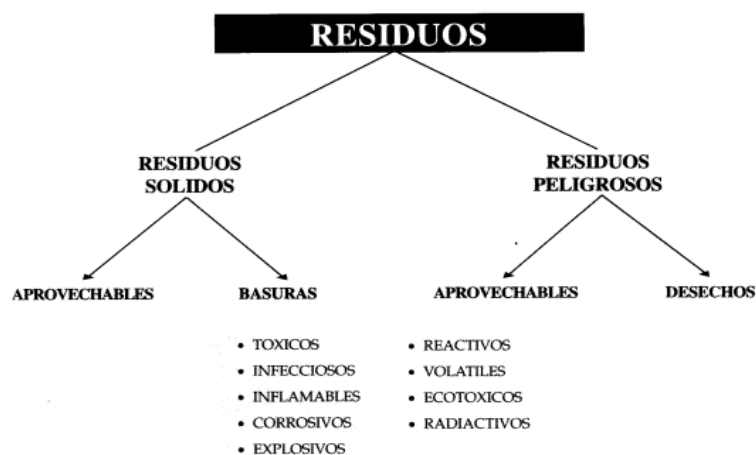 RESIDUOS
RESIDUOS
SOLIDOS
RESIDUOS
PELIGROSOS
APROVECHABLES
BASURAS
APROVECHABLES
DESECHOS
• TOXICOS
• INFECCIOSOS
• INFLAMABLES
• CORROSIVOS
• EXPLOSIVOS
• REACTIVOS
• VOLATILES
• ECOTOXICOS
• RADIACTIVOS